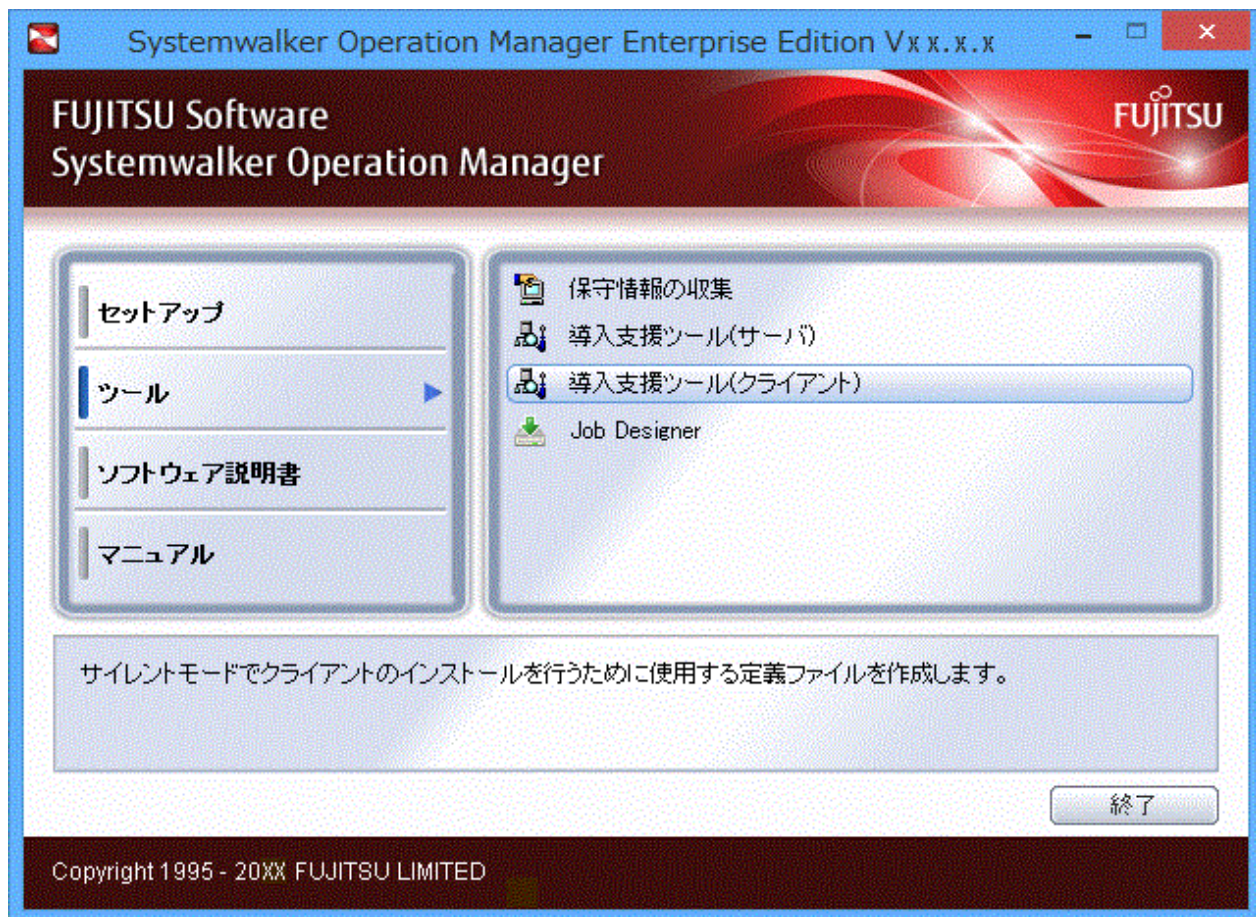 Systemwalker Operation Manager Enterprise Edition Vx x.x.x
FUJITSU Software
Systemwalker Operation Manager
FUJITSU
セットアップ
ツール
ソフトウェア説明書
マニュアル
保守情報の収集
導入支援ツール(サーバ)
導入支援ツール(クライアント)
Job Designer
サイレントモードでクライアントのインストールを行うために使用する定義ファイルを作成します。
終了
Copyright 1995 - 20XX FUJITSU LIMITED